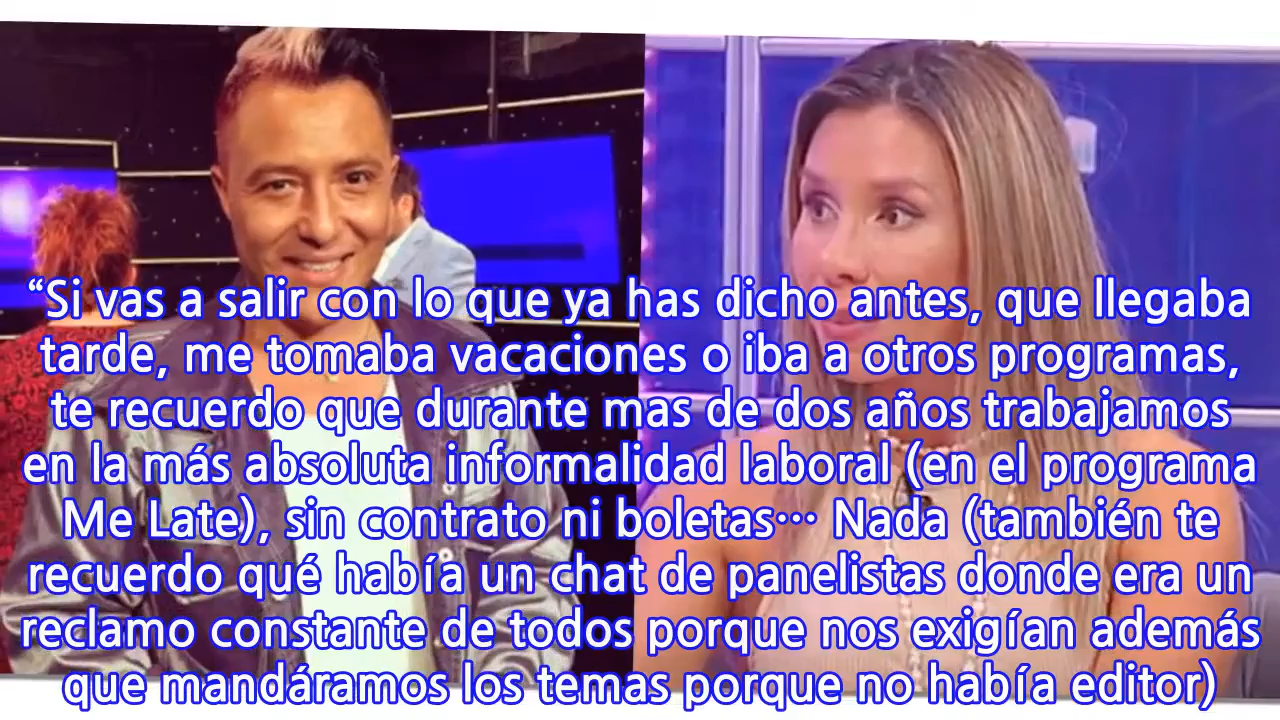 “Si vas a salir con lo que ya has dicho antes, que llegaba
tarde, me tomaba vacaciones o iba a otros programas,
te recuerdo que durante mas de dos años trabajamos
en la más absoluta informalidad laboral (en el programa
Me Late), sin contrato ni boletas… Nada (también te
recuerdo qué había un chat de panelistas donde era un
reclamo constante de todos porque nos exigían además
que mandáramos los temas porque no había editor)